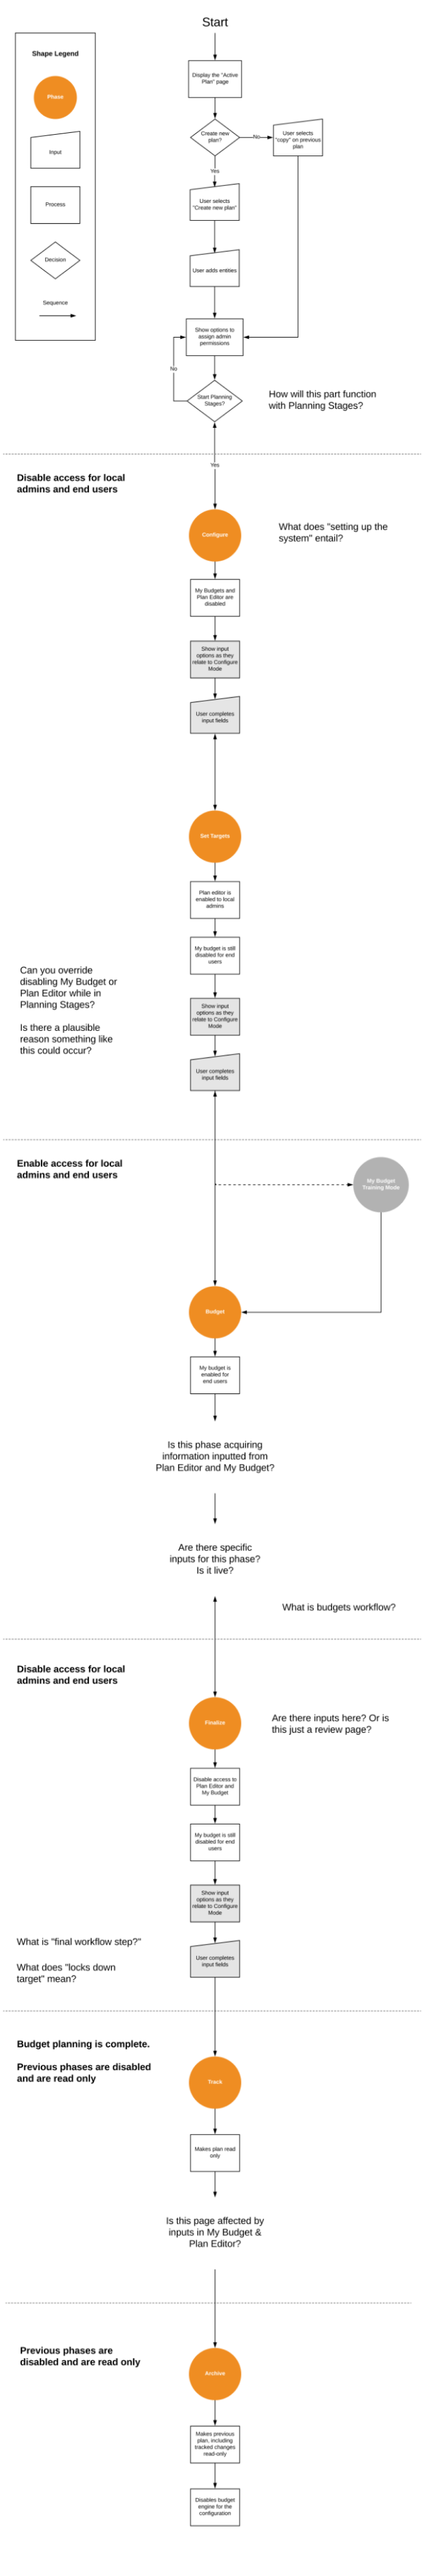 Start
Shape Legend
Phase
Input
Process
Decision
Sequence
Display the "Active
Plan" page
Create new
plan?
No
User selects
"copy" on previous
plan
Yes
User selects
"Create new plan"
User adds entities
Show options to
assign admin
permissions
No
Start Planning
Stages?
How will this part function
with Planning Stages?
Yes
Disable access for local
admins and end users
Configure
What does "setting up the
system" entail?
My Budgets and
Plan Editor are
disabled
Show input
options as they
relate to Configure
Mode
User completes
input fields
Set Targets
Plan editor is
enabled to local
admins
My budget is still
disabled for end
users
Can you override
disabling My Budget or
Plan Editor while in
Planning Stages?
Is there a plausible
reason something like
this could occur?
Show input
options as they
relate to Configure
Mode
User completes
input fields
Enable access for local
admins and end users
My Budget
Training Mode
Budget
My budget is
enabled for
end users
Is this phase acquiring
information inputted from
Plan Editor and My Budget?
Are there specific
inputs for this phase?
Is it live?
What is budgets workflow?
Disable access for local
admins and end users
Finalize
Are there inputs here? Or is
this just a review page?
Disable access to
Plan Editor and
My Budget
My budget is still
disabled for end
users
Show input
options as they
relate to Configure
Mode
What is "final workflow step?"
What does "locks down
target" mean?
User completes
input fields
Budget planning is complete.
Previous phases are disabled
and are read only
Track
Makes plan read
only
Is this page affected by
inputs in My Budget &
Plan Editor?
Previous phases are
disabled and are read only
Archive
Makes previous
plan, including
tracked changes
read-only
Disables budget
engine for the
configuration